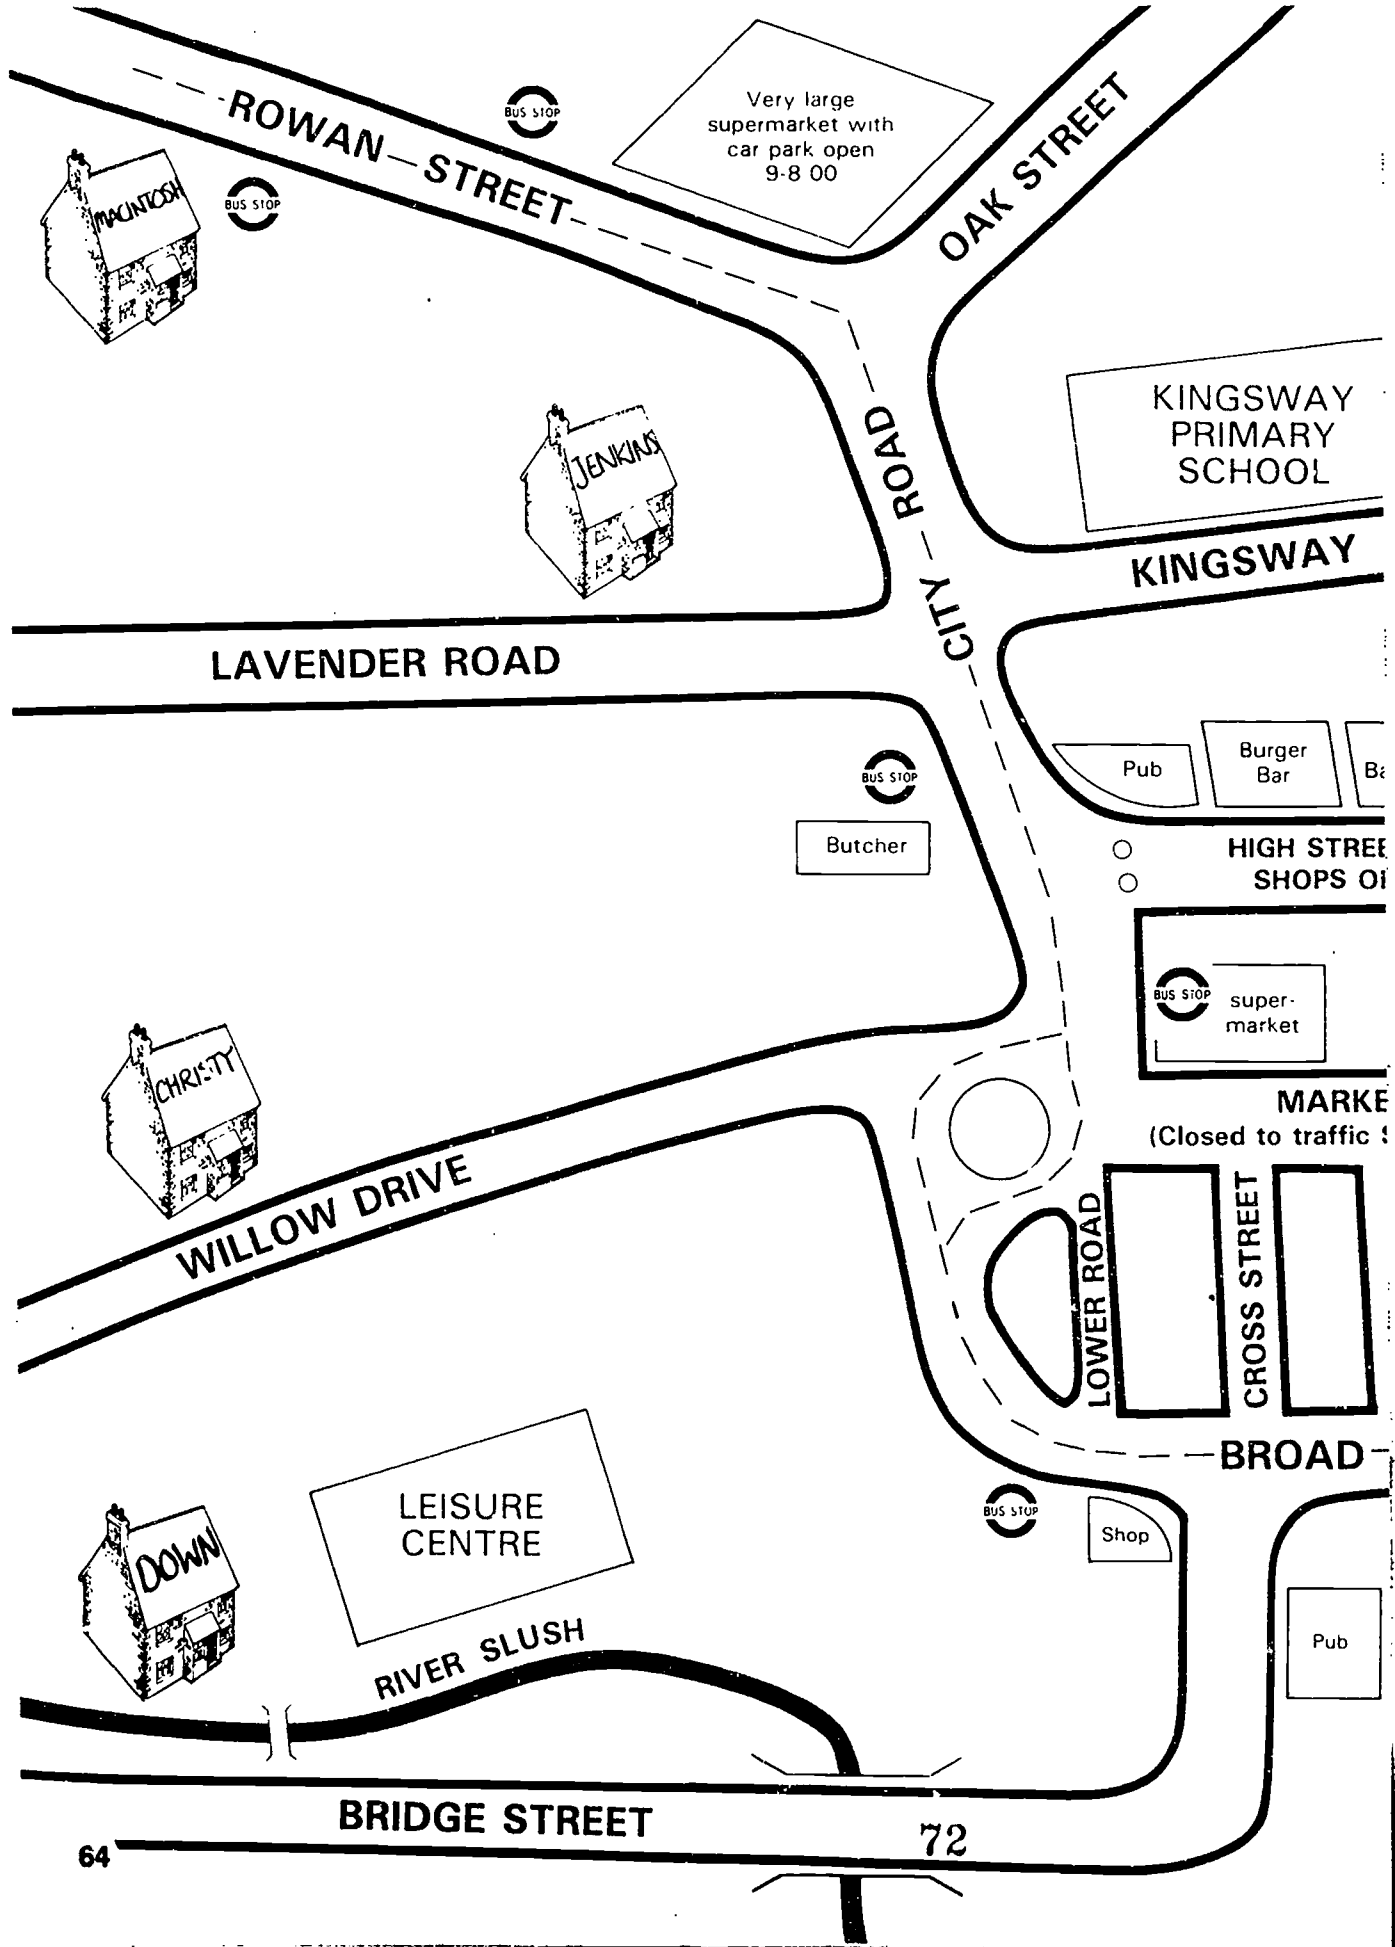 BUS STOP
Very large
supermarket with
car park open
9-8 00
ROWAN STREET
OAK STREET
MACINTOSH
BUS STOP
KINGSWAY
PRIMARY
SCHOOL
JENKINS
CITY ROAD
KINGSWAY
LAVENDER ROAD
Pub
Burger
Bar
Ba
BUS STOP
Butcher
HIGH STREE
SHOPS
BUS STOP
super-
market
CHRISTY
MARKE
(Closed to traffic
WILLOW DRIVE
LOWER ROAD
CROSS STREET
BROAD
LEISURE
CENTRE
BUS STOP
Shop
DOWN
RIVER SLUSH
Pub
BRIDGE STREET
72
64